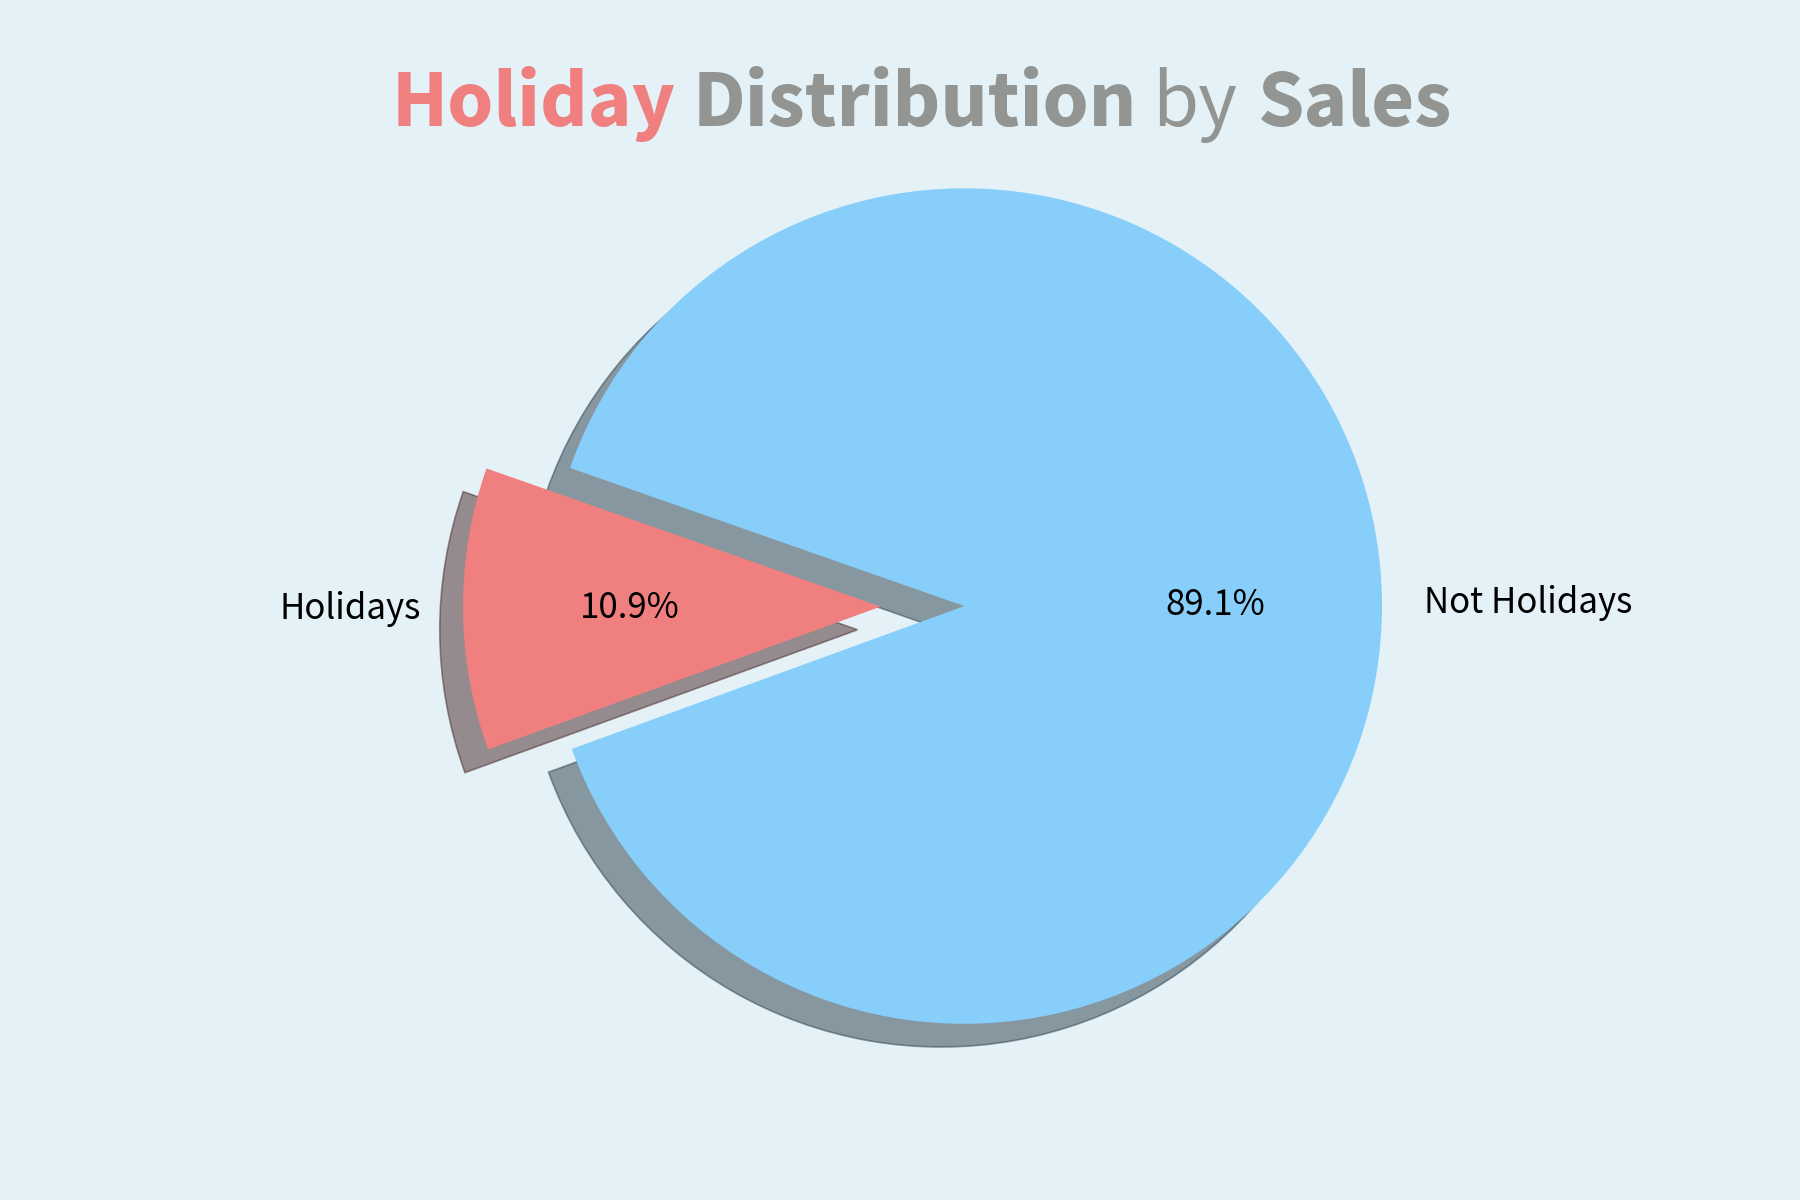 Holiday Distribution by Sales
Holidays
10.9%
89.1%
Not Holidays